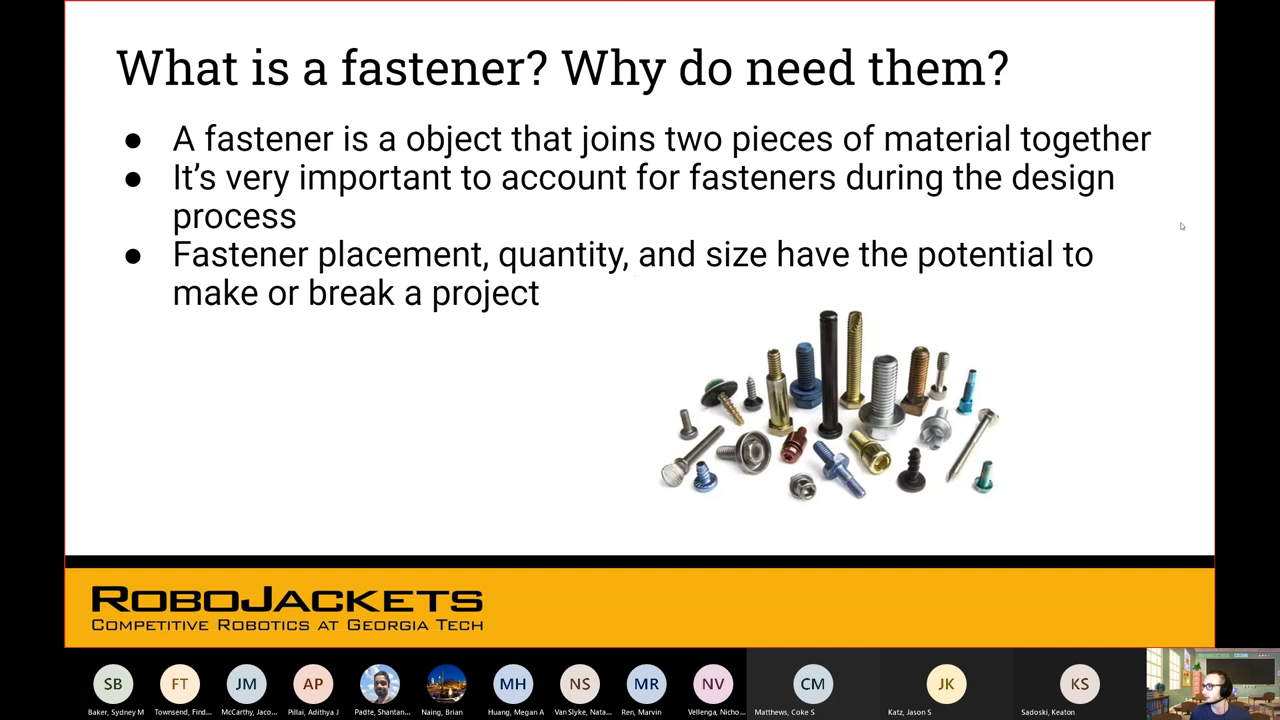 What is a fastener? Why do need them?
● A fastener is a object that joins two pieces of material together
● It's very important to account for fasteners during the design
process
● Fastener placement, quantity, and size have the potential to
make or break a project
ROBOJACKETS
COMPETITIVE ROBOTICS AT GEORGIA TECH
SB FT JM AP MH NS MR NV CM JK KS
Baker, Sydney M Townsend, Find... McCarthy, Jaco... Pillai, Adithya J Padte, Shantan... Naing, Brian Huang, Megan A Van Slyke, Nata... Ren, Marvin Vellenga, Nicho... Matthews, Coke S Katz, Jason S Sadoski, Keaton